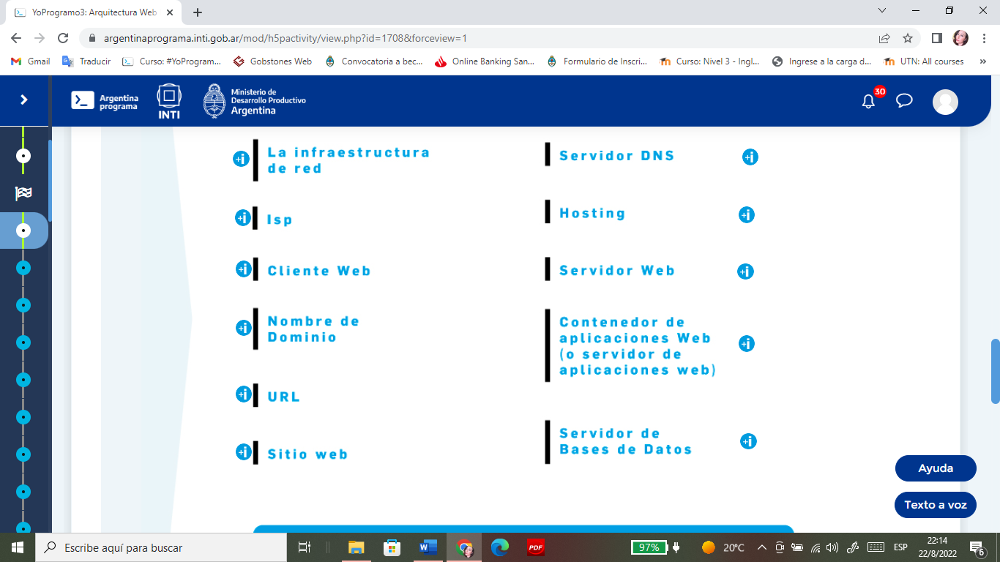 YoProgramo3: Arquitectura Web
argentinaprograma.inti.gob.ar/mod/h5pactivity/view.php?id=1708&forceview=1
Gmail
Traducir
Curso: #YoProgram...
Gobstones Web
Convocatoria a bec...
Online Banking San...
Formulario de Inscri...
Curso: Nivel 3 - Ingl...
Ingrese a la carga d...
UTN: All courses
»
Argentina
programa
INTI
Ministerio de
Desarrollo Productivo
Argentina
30
+i
La infraestructura
de red
+i
Isp
+i
Cliente Web
+i
Nombre de
Dominio
+i
URL
+i
Sitio web
Servidor DNS
+i
Hosting
+i
Servidor Web
+i
Contenedor de
aplicaciones Web
(o servidor de
aplicaciones web)
+i
Servidor de
Bases de Datos
+i
Ayuda
Texto a voz
Escribe aquí para buscar
W
PDF
97%
20°C
ESP
22:14
22/8/2022
6